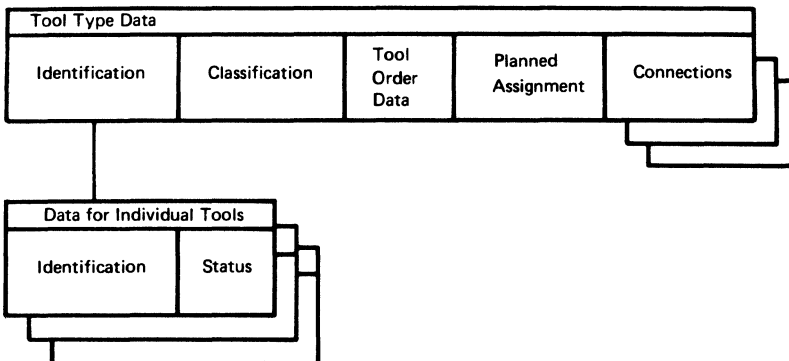 Tool Type Data
Identification
Classification
Tool
Order
Data
Planned
Assignment
Connections
Data for Individual Tools
Identification
Status